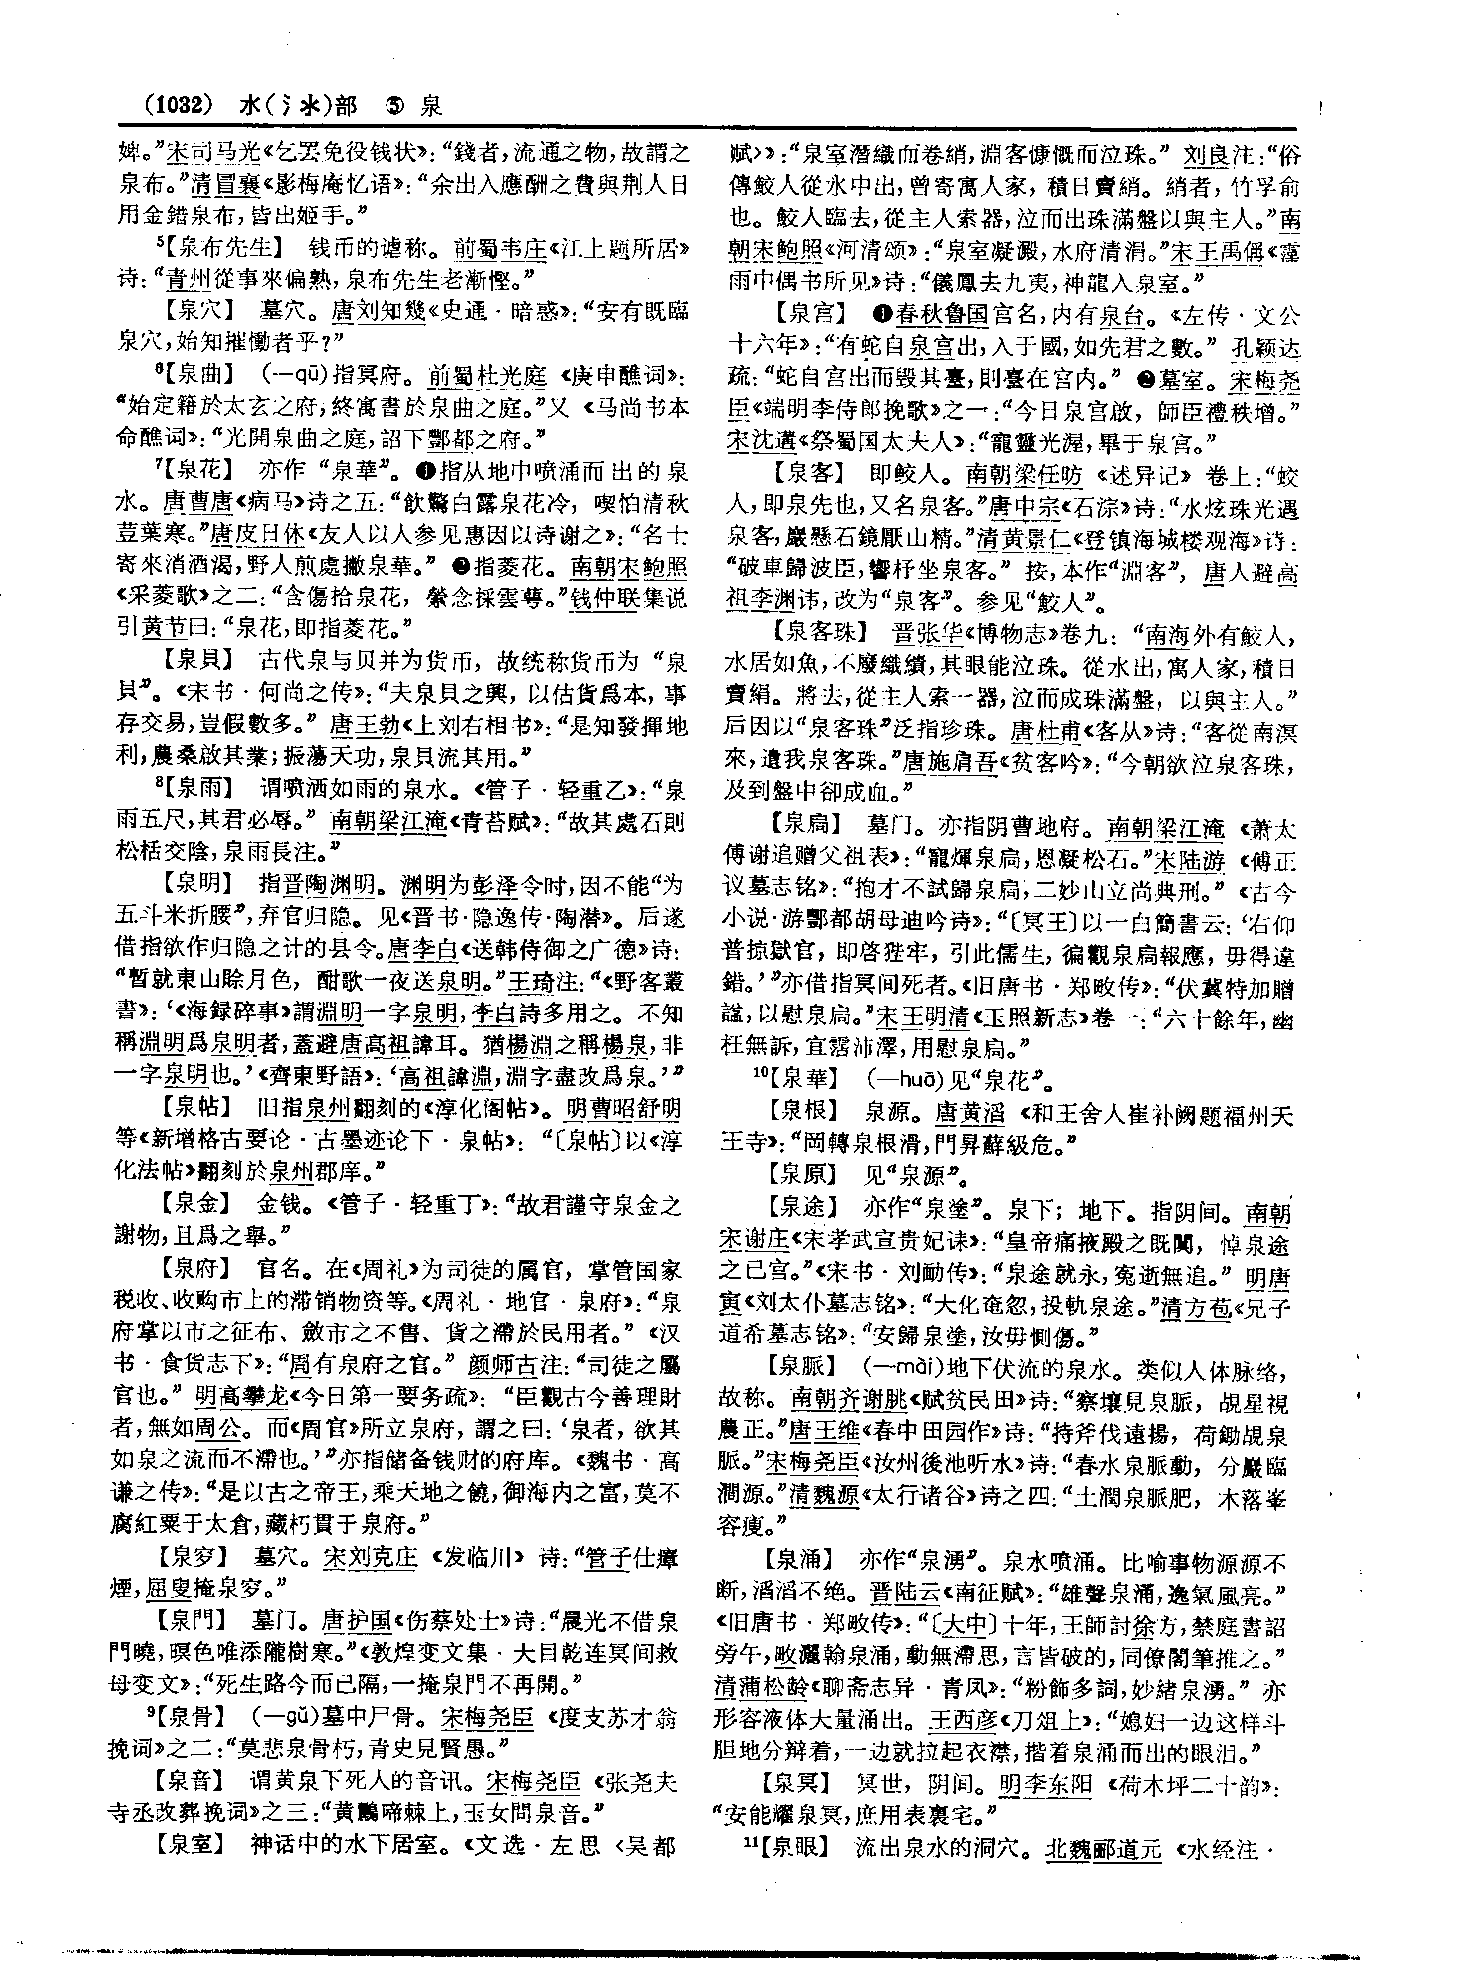 (1032) 水(氵氺)部 ⑤ 泉
婢。”宋司马光《乞罢免役钱状》：“錢者，流通之物，故謂之
泉布。”清冒襄《影梅庵忆语》：“余出入應酬之費與荆人日
用金錯泉布，皆出姬手。”
⁵【泉布先生】 钱币的谑称。前蜀韦庄《江上题所居》
诗：“青州從事來偏熟，泉布先生老漸慳。”
【泉穴】 墓穴。唐刘知幾《史通·暗惑》：“安有既臨
泉穴，始知摧慟者乎？”
⁶【泉曲】 (—qū)指冥府。前蜀杜光庭《庚申醮词》：
“始定籍於太玄之府，終寓書於泉曲之庭。”又《马尚书本
命醮词》：“光開泉曲之庭，詔下酆都之府。”
⁷【泉花】 亦作“泉華”。❶指从地中喷涌而出的泉
水。唐曹唐《病马》诗之五：“飲驚白露泉花冷，喫怕清秋
荳葉寒。”唐皮日休《友人以人参见惠因以诗谢之》：“名士
寄來消酒渴，野人煎處撇泉華。”❷指菱花。南朝宋鲍照
《采菱歌》之二：“含傷拾泉花，縈念採雲萼。”钱仲联集说
引黄节曰：“泉花，即指菱花。”
【泉貝】 古代泉与贝并为货币，故统称货币为“泉
貝”。《宋书·何尚之传》：“夫泉貝之興，以估貨爲本，事
存交易，豈假數多。”唐王勃《上刘右相书》：“是知發揮地
利，農桑啟其業；振蕩天功，泉貝流其用。”
⁸【泉雨】 谓喷洒如雨的泉水。《管子·轻重乙》：“泉
雨五尺，其君必辱。”南朝梁江淹《青苔赋》：“故其處石則
松栝交陰，泉雨長注。”
【泉明】 指晋陶渊明。渊明为彭泽令时，因不能“为
五斗米折腰”，弃官归隐。见《晋书·隐逸传·陶潜》。后遂
借指欲作归隐之计的县令。唐李白《送韩侍御之广德》诗：
“暫就東山賒月色，酣歌一夜送泉明。”王琦注：“《野客叢
書》：‘《海録碎事》謂淵明一字泉明，李白詩多用之。不知
稱淵明爲泉明者，蓋避唐高祖諱耳。猶楊淵之稱楊泉，非
一字泉明也。’《齊東野語》：‘高祖諱淵，淵字盡改爲泉。’”
【泉帖】 旧指泉州翻刻的《淳化阁帖》。明曹昭舒明
等《新增格古要论·古墨迹论下·泉帖》：“〔泉帖〕以《淳
化法帖》翻刻於泉州郡庠。”
【泉金】 金钱。《管子·轻重丁》：“故君謹守泉金之
謝物，且爲之舉。”
【泉府】 官名。在《周礼》为司徒的属官，掌管国家
税收、收购市上的滞销物资等。《周礼·地官·泉府》：“泉
府掌以市之征布、斂市之不售、貨之滯於民用者。”《汉
书·食货志下》：“周有泉府之官。”颜师古注：“司徒之屬
官也。”明高攀龙《今日第一要务疏》：“臣觀古今善理財
者，無如周公。而《周官》所立泉府，謂之曰：‘泉者，欲其
如泉之流而不滯也。’”亦指储备钱财的府库。《魏书·高
谦之传》：“是以古之帝王，乘天地之饒，御海内之富，莫不
腐紅粟于太倉，藏朽貫于泉府。”
【泉穸】 墓穴。宋刘克庄《发临川》诗：“管子仕瘴
煙，屈叟掩泉穸。”
【泉門】 墓门。唐护国《伤蔡处士》诗：“晨光不借泉
門曉，暝色唯添隴樹寒。”《敦煌变文集·大目乾连冥间救
母变文》：“死生路今而已隔，一掩泉門不再開。”
⁹【泉骨】 (—gǔ)墓中尸骨。宋梅尧臣《度支苏才翁
挽词》之二：“莫悲泉骨朽，青史見賢愚。”
【泉音】 谓黄泉下死人的音讯。宋梅尧臣《张尧夫
寺丞改葬挽词》之三：“黄鸝啼棘上，玉女問泉音。”
【泉室】 神话中的水下居室。《文选·左思〈吴都
赋〉》：“泉室潛織而卷綃，淵客慷慨而泣珠。”刘良注：“俗
傳鮫人從水中出，曾寄寓人家，積日賣綃。綃者，竹孚俞
也。鮫人臨去，從主人索器，泣而出珠滿盤以與主人。”南
朝宋鲍照《河清颂》：“泉室凝澱，水府清涓。”宋王禹偁《霪
雨中偶书所见》诗：“儀鳳去九夷，神龍入泉室。”
【泉宫】 ❶春秋鲁国宫名，内有泉台。《左传·文公
十六年》：“有蛇自泉宫出，入于國，如先君之數。”孔颖达
疏：“蛇自宫出而毁其臺，則臺在宫内。”❷墓室。宋梅尧
臣《端明李侍郎挽歌》之一：“今日泉宫啟，師臣禮秩增。”
宋沈遘《祭蜀国太夫人》：“龍靈光渥，畢于泉宫。”
【泉客】 即鲛人。南朝梁任昉《述异记》卷上：“蛟
人，即泉先也，又名泉客。”唐中宗《石淙》诗：“水炫珠光遇
泉客，巖懸石鏡厭山精。”清黄景仁《登镇海城楼观海》诗：
“破車歸波臣，響杼坐泉客。”按，本作“淵客”，唐人避高
祖李渊讳，改为“泉客”。参见“鮫人”。
【泉客珠】 晋张华《博物志》卷九：“南海外有鮫人，
水居如魚，不廢織績，其眼能泣珠。從水出，寓人家，積日
賣絹。將去，從主人索一器，泣而成珠滿盤，以與主人。”
后因以“泉客珠”泛指珍珠。唐杜甫《客从》诗：“客從南溟
來，遺我泉客珠。”唐施肩吾《贫客吟》：“今朝欲泣泉客珠，
及到盤中卻成血。”
【泉扃】 墓门。亦指阴曹地府。南朝梁江淹《萧太
傅谢追赠父祖表》：“寵煇泉扃，恩凝松石。”宋陆游《傅正
议墓志铭》：“抱才不試歸泉扃，二妙山立尚典刑。”《古今
小说·游酆都胡母迪吟诗》：“〔冥王〕以一白簡書云：‘右仰
普掠獄官，即啓狴牢，引此儒生，徧觀泉扃報應，毋得違
錯。’”亦借指冥间死者。《旧唐书·郑畋传》：“伏冀特加贈
謚，以慰泉扃。”宋王明清《玉照新志》卷一：“六十餘年，幽
枉無訴，宜霑沛澤，用慰泉扃。”
¹⁰【泉華】 (—huā)见“泉花”。
【泉根】 泉源。唐黄滔《和王舍人崔补阙题福州天
王寺》：“岡轉泉根滑，門昇蘚級危。”
【泉原】 见“泉源”。
【泉途】 亦作“泉塗”。泉下；地下。指阴间。南朝
宋谢庄《宋孝武宣贵妃诔》：“皇帝痛掖殿之既闃，悼泉途
之已宫。”《宋书·刘勔传》：“泉途就永，冤逝無追。”明唐
寅《刘太仆墓志铭》：“大化奄忽，投軌泉途。”清方苞《兄子
道希墓志铭》：“安歸泉塗，汝毋惻傷。”
【泉脈】 (—mài)地下伏流的泉水。类似人体脉络，
故称。南朝齐谢朓《赋贫民田》诗：“察壤見泉脈，覘星視
農正。”唐王维《春中田园作》诗：“持斧伐遠揚，荷鋤覘泉
脈。”宋梅尧臣《汝州後池听水》诗：“春水泉脈動，分巖臨
澗源。”清魏源《太行诸谷》诗之四：“土潤泉脈肥，木落峯
容瘦。”
【泉涌】 亦作“泉湧”。泉水喷涌。比喻事物源源不
断，滔滔不绝。晋陆云《南征赋》：“雄聲泉涌，逸氣風亮。”
《旧唐书·郑畋传》：“〔大中〕十年，王師討徐方，禁庭書詔
旁午，畋灑翰泉涌，動無滯思，言皆破的，同僚閣筆推之。”
清蒲松龄《聊斋志异·青凤》：“粉飾多詞，妙緒泉湧。”亦
形容液体大量涌出。王西彦《刀俎上》：“媳妇一边这样斗
胆地分辩着，一边就拉起衣襟，揩着泉涌而出的眼泪。”
【泉冥】 冥世，阴间。明李东阳《荷木坪二十韵》：
“安能耀泉冥，庶用表裏宅。”
¹¹【泉眼】 流出泉水的洞穴。北魏郦道元《水经注·